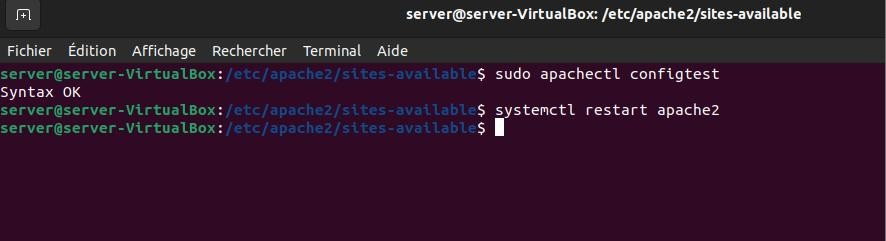 server@server-VirtualBox: /etc/apache2/sites-available
Fichier Édition Affichage Rechercher Terminal Aide
server@server-VirtualBox:/etc/apache2/sites-available$ sudo apachectl configtest
Syntax OK
server@server-VirtualBox:/etc/apache2/sites-available$ systemctl restart apache2
server@server-VirtualBox:/etc/apache2/sites-available$